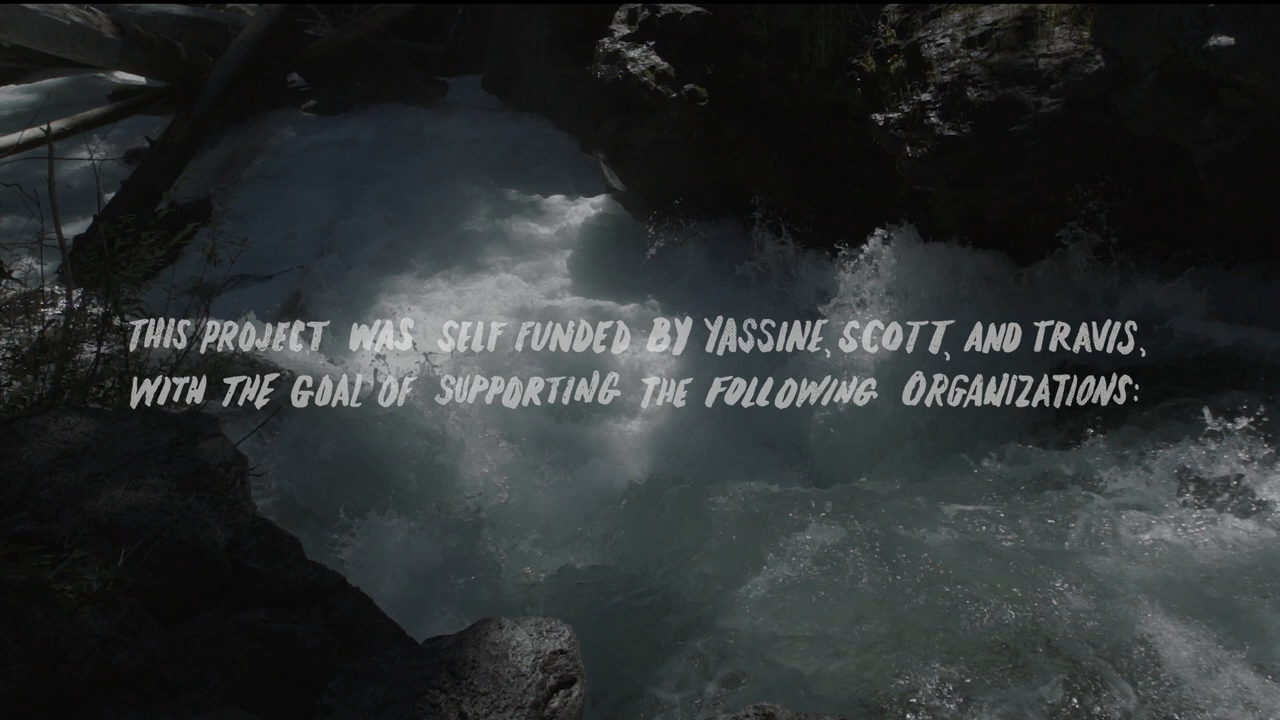 THIS PROJECT WAS SELF FUNDED BY YASSINE, SCOTT, AND TRAVIS,
WITH THE GOAL OF SUPPORTING THE FOLLOWING ORGANIZATIONS: